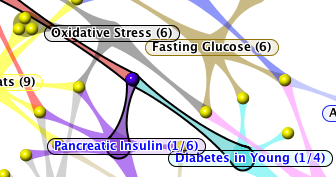 Oxidative Stress (6)
Fasting Glucose (6)
ats (9)
Pancreatic Insulin (1/6)
Diabetes in Young (1/4)
A